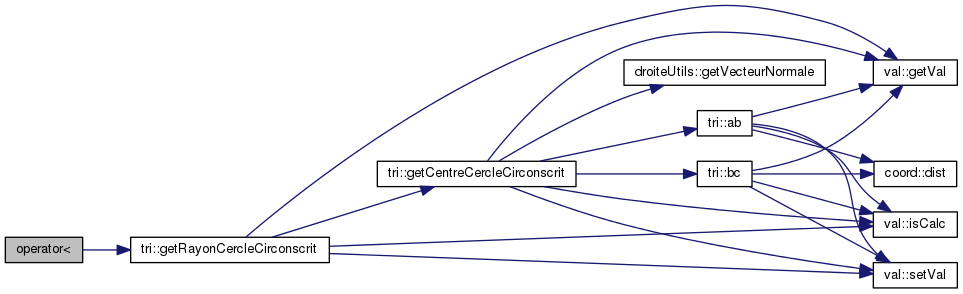 val::getVal
droiteUtils::getVecteurNormale
tri::ab
tri::getCentreCercleCirconscrit
tri::bc
coord::dist
val::isCalc
operator<
tri::getRayonCercleCirconscrit
val::setVal